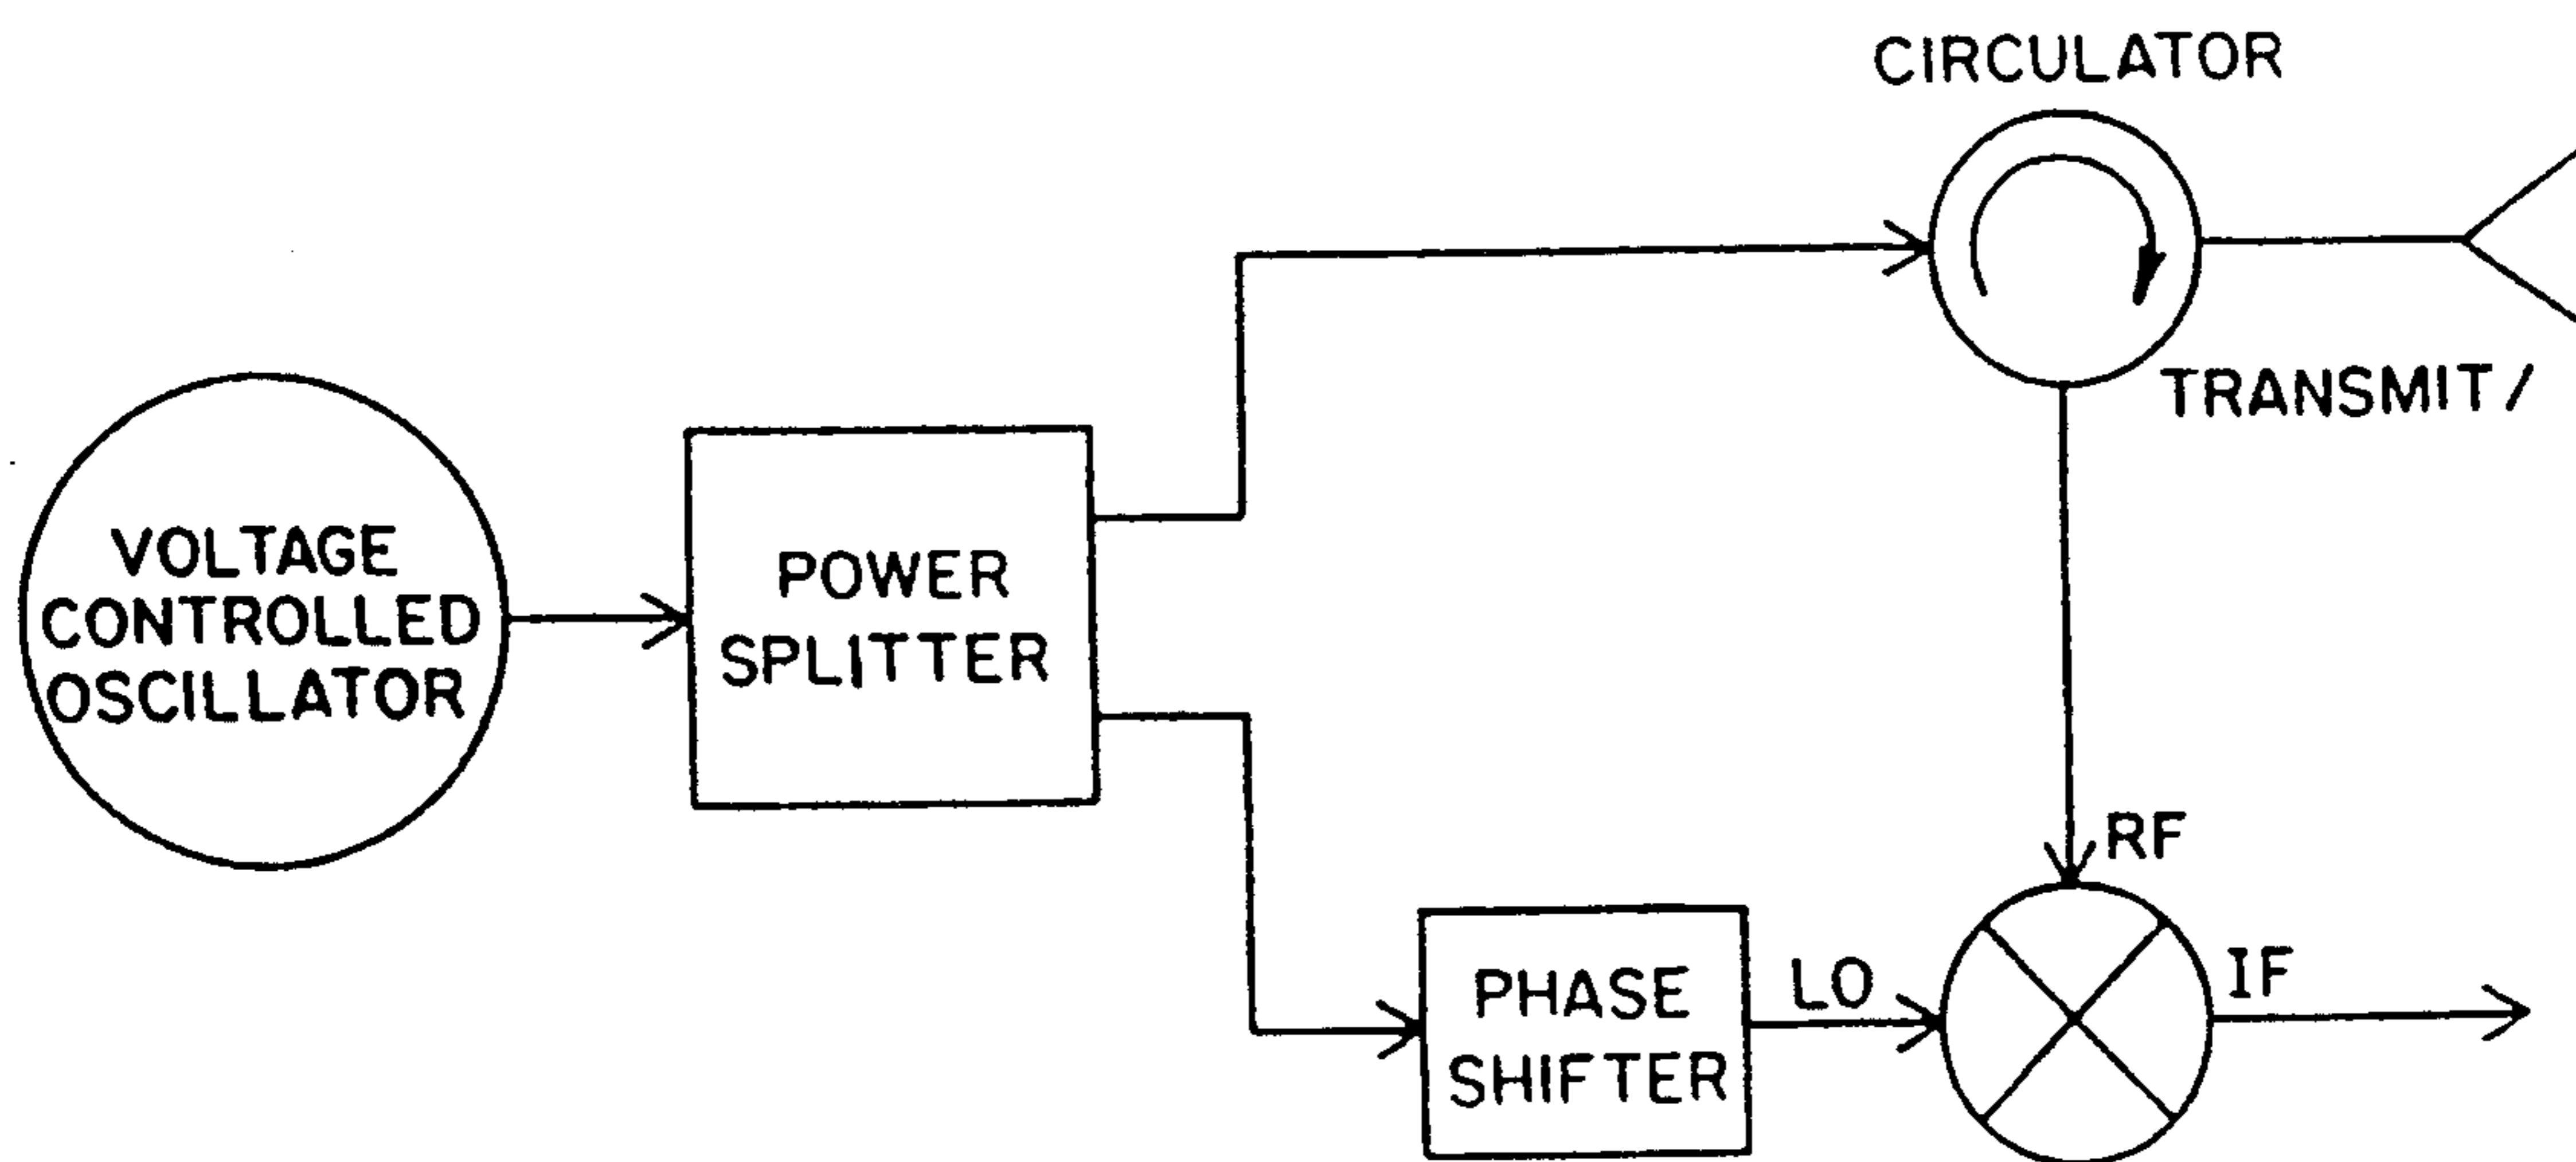 CIRCULATOR
TRANSMIT/
VOLTAGE
CONTROLLED
OSCILLATOR
POWER
SPLITTER
RF
PHASE
SHIFTER
LO
IF